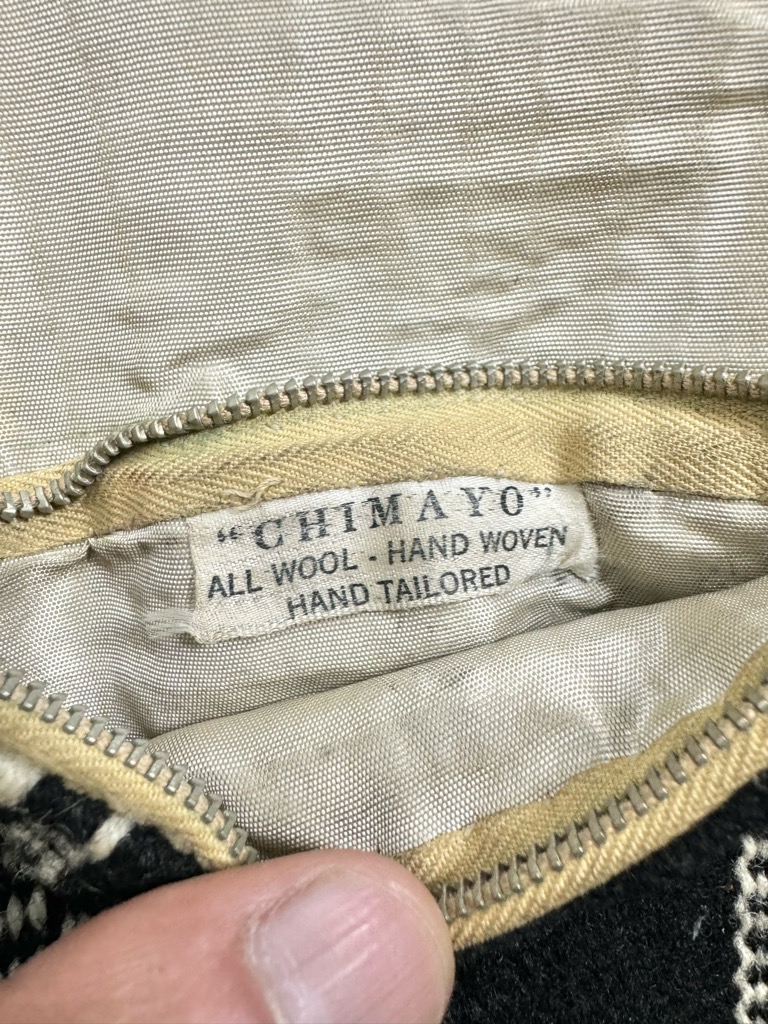 “CHIMAYO”
ALL WOOL - HAND WOVEN
HAND TAILORED